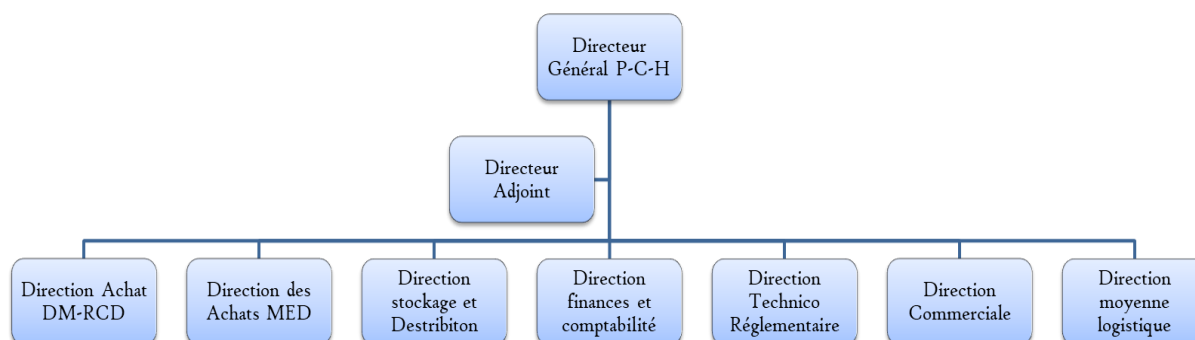 Directeur
Général P-C-H
Directeur
Adjoint
Direction Achat
DM-RCD
Direction des
Achats MED
Direction
stockage et
Destribiton
Direction
finances et
comptabilité
Direction
Technico
Réglementaire
Direction
Commerciale
Direction
moyenne
logistique